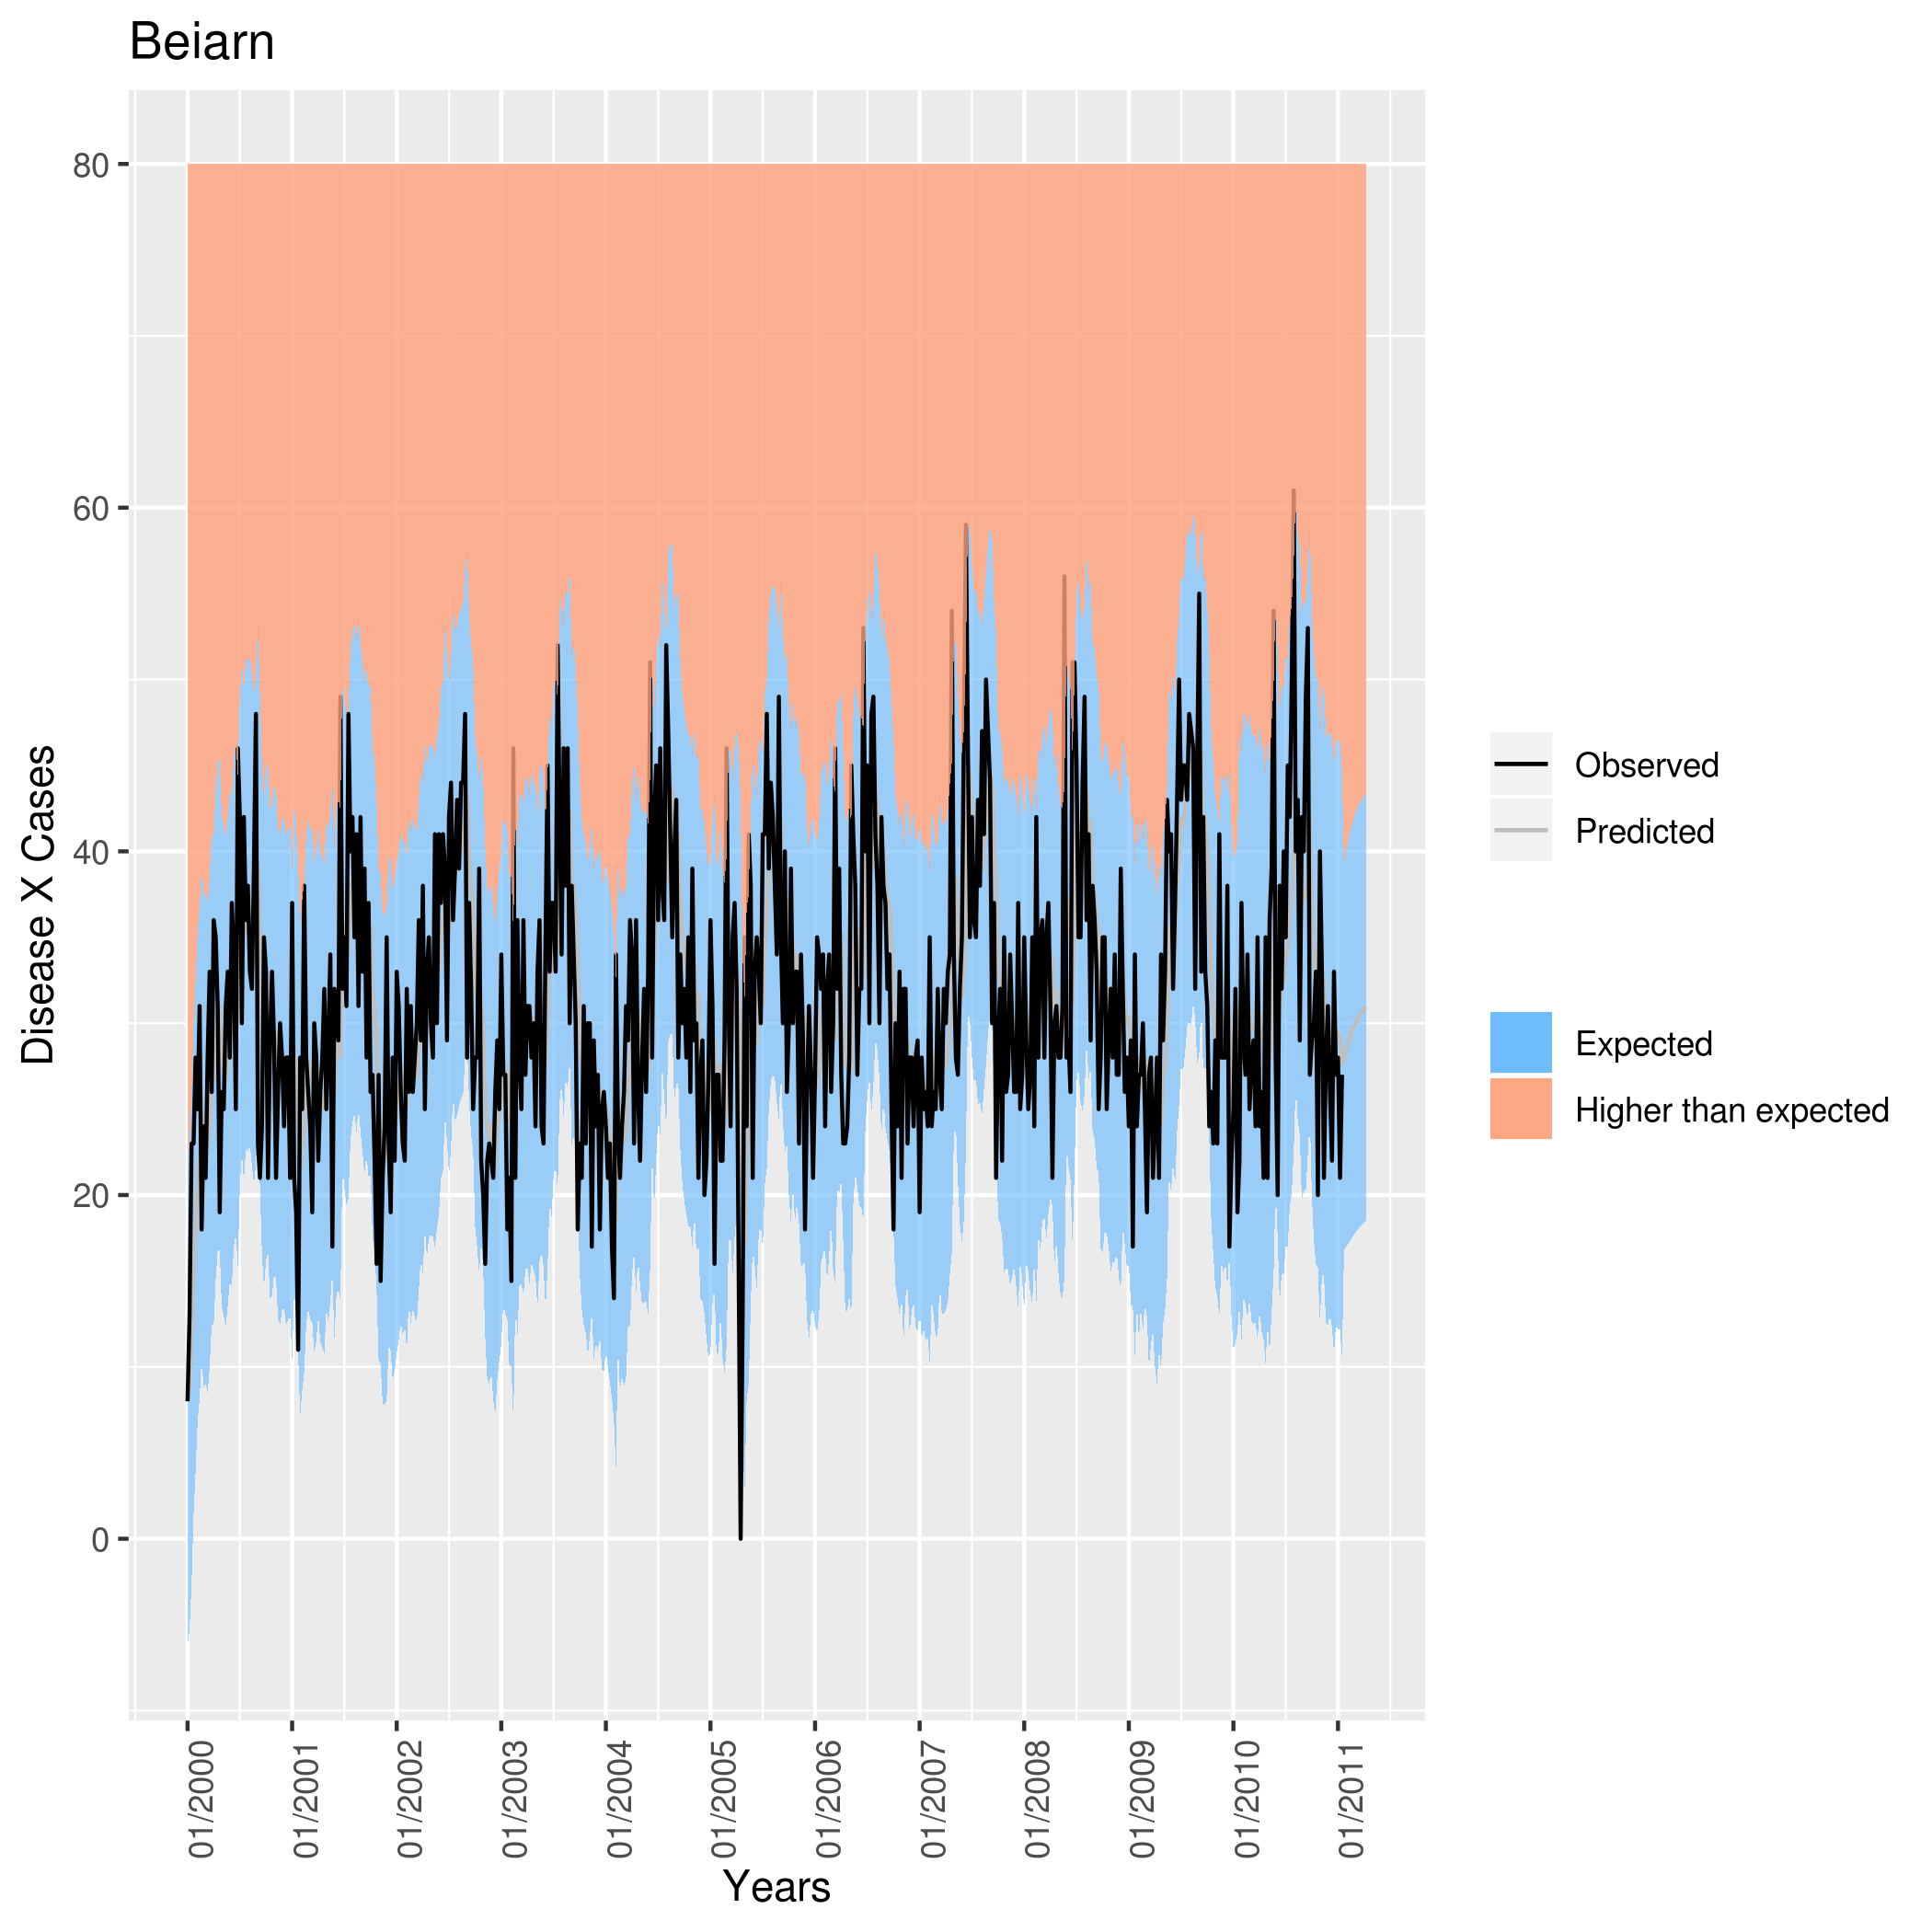 Beiarn
Disease X Cases
80
60
40
20
0
01/2000
01/2001
01/2002
01/2003
01/2004
01/2005
01/2006
01/2007
01/2008
01/2009
01/2010
01/2011
Years
Observed
Predicted
Expected
Higher than expected